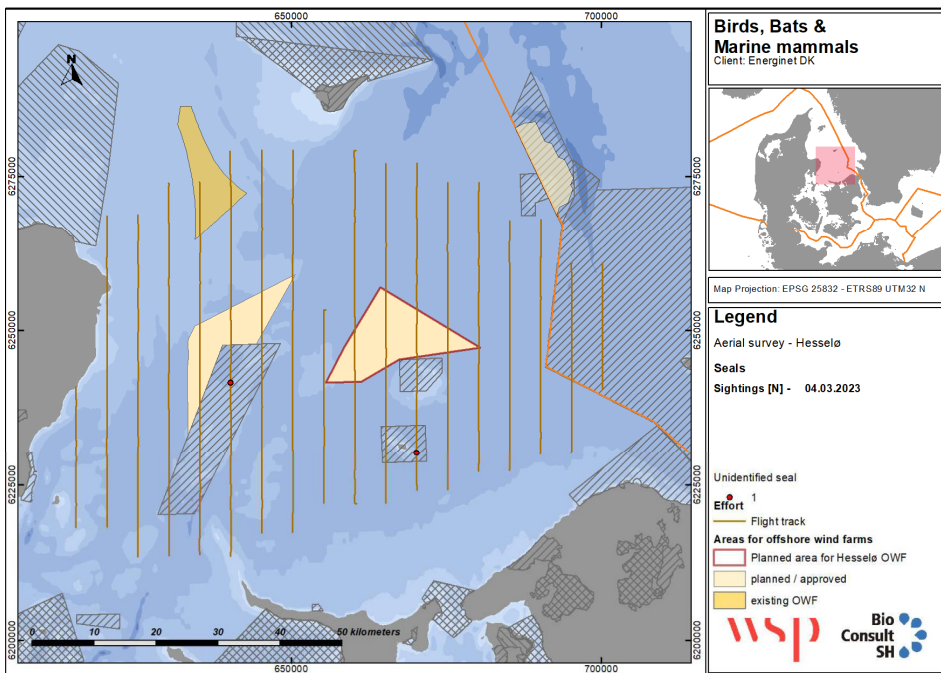 650000
700000
N
6275000
6275000
6250000
6250000
6225000
6225000
6200000
6200000
0
10
20
30
40
50 kilometers
650000
700000
Birds, Bats &
Marine mammals
Client: Energinet DK
Map Projection: EPSG 25832 - ETRS89 UTM32 N
Legend
Aerial survey - Hesselø
Seals
Sightings [N] - 04.03.2023
Unidentified seal
1
Effort
Flight track
Areas for offshore wind farms
Planned area for Hesselø OWF
planned / approved
existing OWF
wsp
Bio
Consult
SH